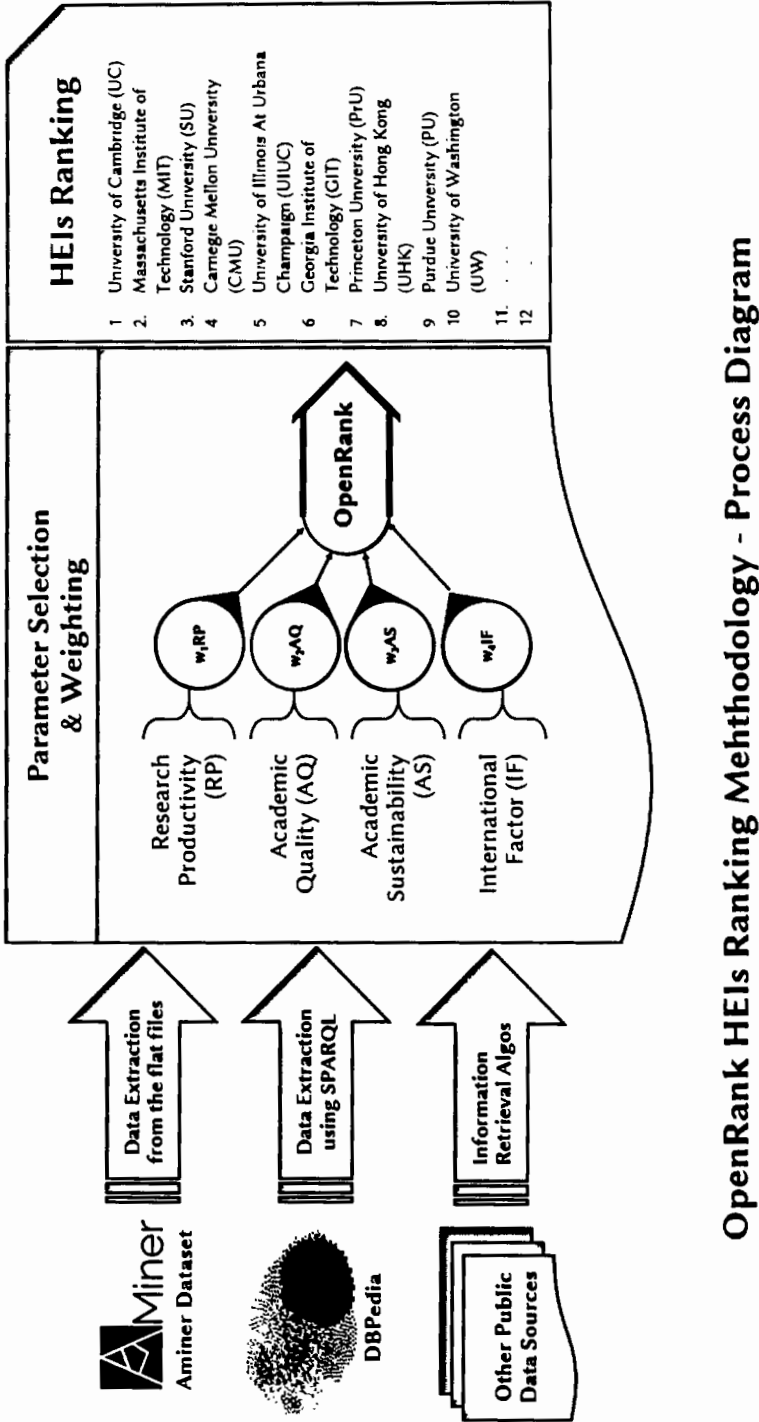 AMiner
Aminer Dataset
DBPedia
Other Public
Data Sources
Data Extraction
from the flat files
Data Extraction
using SPARQL
Information
Retrieval Algos
Parameter Selection
& Weighting
Research
Productivity
(RP)
Academic
Quality (AQ)
Academic
Sustainability
(AS)
International
Factor (IF)
w₁RP
w₂AQ
w₃AS
w₄IF
OpenRank
HEIs Ranking
1 University of Cambridge (UC)
2. Massachusetts Institute of
Technology (MIT)
3. Stanford University (SU)
4 Carnegie Mellon University
(CMU)
5 University of Illinois At Urbana
Champaign (UIUC)
6 Georgia Institute of
Technology (GIT)
7 Princeton University (PrU)
8. University of Hong Kong
(UHK)
9 Purdue University (PU)
10 University of Washington
(UW)
11. . . . .
12 .
OpenRank HEIs Ranking Mehthodology - Process Diagram